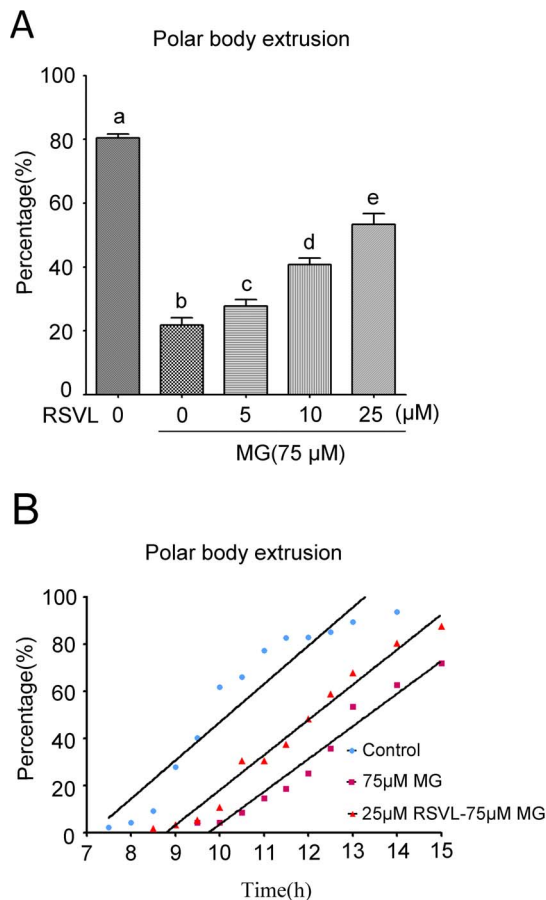 A
Polar body extrusion
Percentage(%)
100
80
60
40
20
0
a
b
c
d
e
RSVL 0 0 5 10 25 (μM)
MG(75 μM)
B
Polar body extrusion
Percentage(%)
100
80
60
40
20
0
Control
75μM MG
25μM RSVL-75μM MG
7 8 9 10 11 12 13 14 15
Time(h)